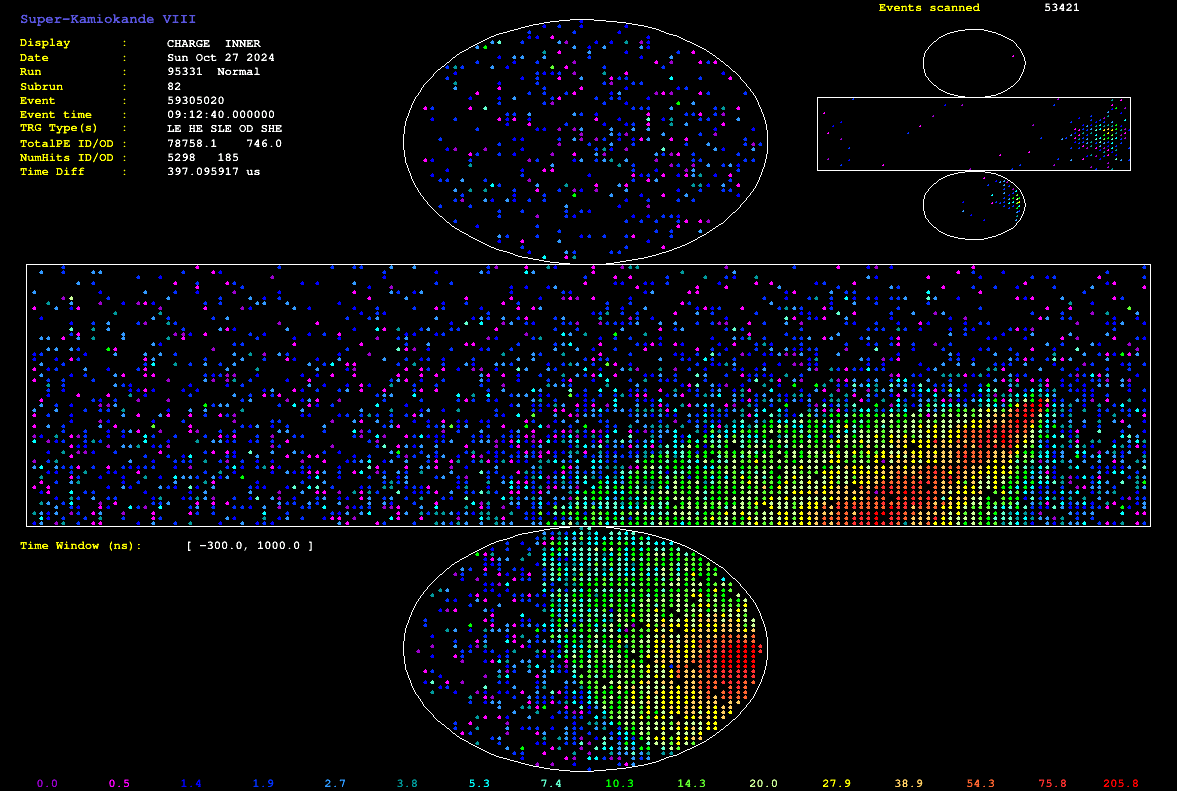 Super-Kamiokande VIII
Events scanned 53421
Display : CHARGE INNER
Date : Sun Oct 27 2024
Run : 95331 Normal
Subrun : 82
Event : 59305020
Event time : 09:12:40.000000
TRG Type(s) : LE HE SLE OD SHE
TotalPE ID/OD : 78758.1 746.0
NumHits ID/OD : 5298 185
Time Diff : 397.095917 us
Time Window (ns): [ -300.0, 1000.0 ]
0.0 0.5 1.4 1.9 2.7 3.8 5.3 7.4 10.3 14.3 20.0 27.9 38.9 54.3 75.8 205.8